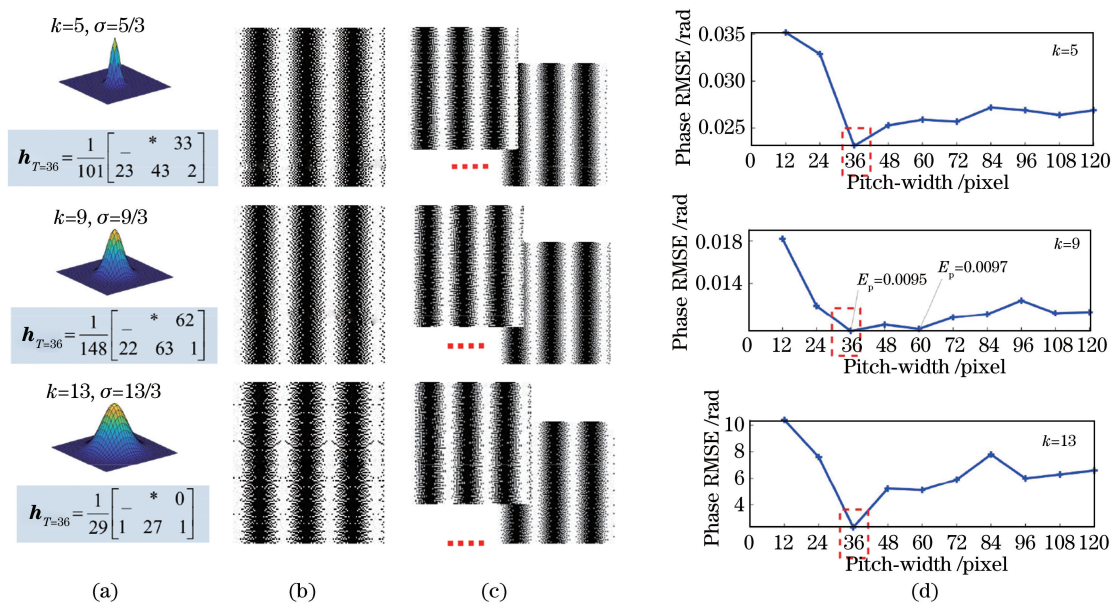 k=5, σ=5/3
h_{T=36} = 1/101 [ _ * 33
23 43 2 ]
k=9, σ=9/3
h_{T=36} = 1/148 [ _ * 62
22 63 1 ]
k=13, σ=13/3
h_{T=36} = 1/29 [ _ * 0
1 27 1 ]
(a)
(b)
(c)
Phase RMSE /rad
0.035
0.025
k=5
0 12 24 36 48 60 72 84 96 108 120
Pitch-width /pixel
Phase RMSE /rad
0.018
0.014
k=9
E_p=0.0095
E_p=0.0097
0 12 24 36 48 60 72 84 96 108 120
Pitch-width /pixel
Phase RMSE /rad
10
8
6
4
k=13
0 12 24 36 48 60 72 84 96 108 120
Pitch-width /pixel
(d)